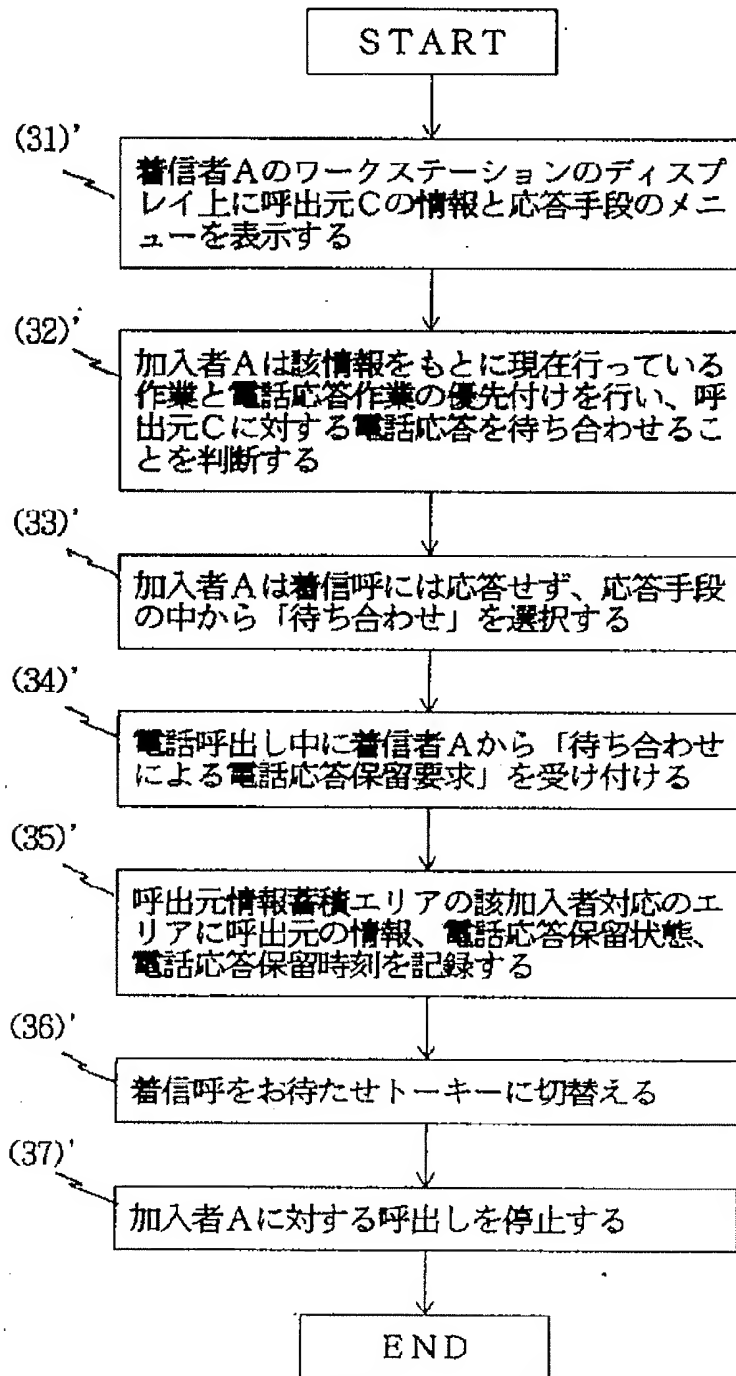 START
(31)'
着信者Aのワークステーションのディスプ
レイ上に呼出元Cの情報と応答手段のメニ
ューを表示する
(32)'
加入者Aは該情報をもとに現在行っている
作業と電話応答作業の優先付けを行い、呼
出元Cに対する電話応答を待ち合わせるこ
とを判断する
(33)'
加入者Aは着信呼には応答せず、応答手段
の中から「待ち合わせ」を選択する
(34)'
電話呼出し中に着信者Aから「待ち合わせ
による電話応答保留要求」を受け付ける
(35)'
呼出元情報蓄積エリアの該加入者対応のエ
リアに呼出元の情報、電話応答保留状態、
電話応答保留時刻を記録する
(36)'
着信呼をお待たせトーキーに切替える
(37)'
加入者Aに対する呼出しを停止する
END